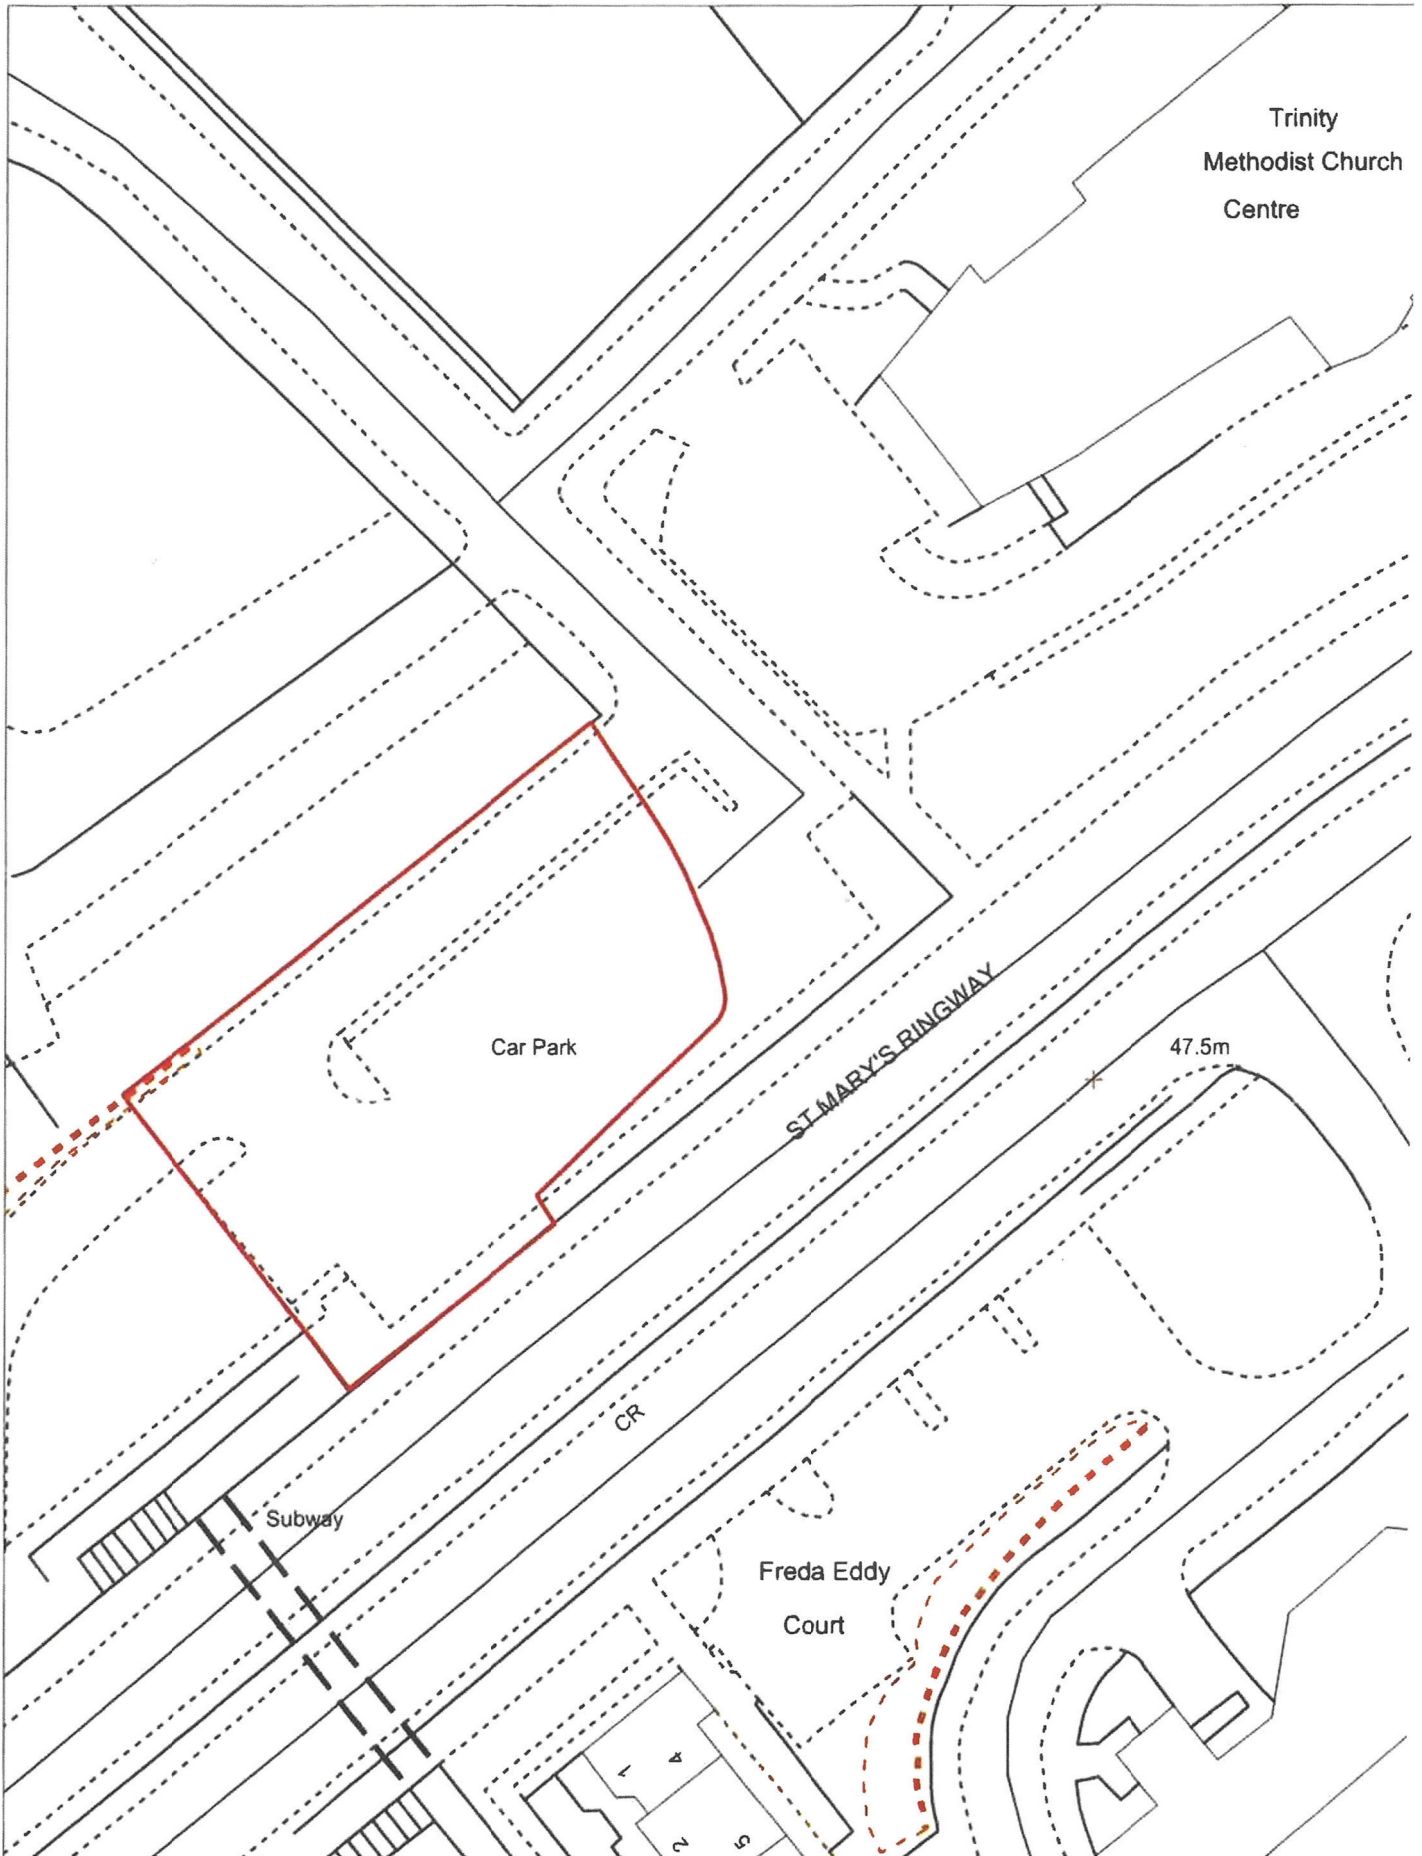 Trinity
Methodist Church
Centre
Car Park
ST MARY'S RINGWAY
47.5m
CR
Subway
Freda Eddy
Court
1
4
2
5